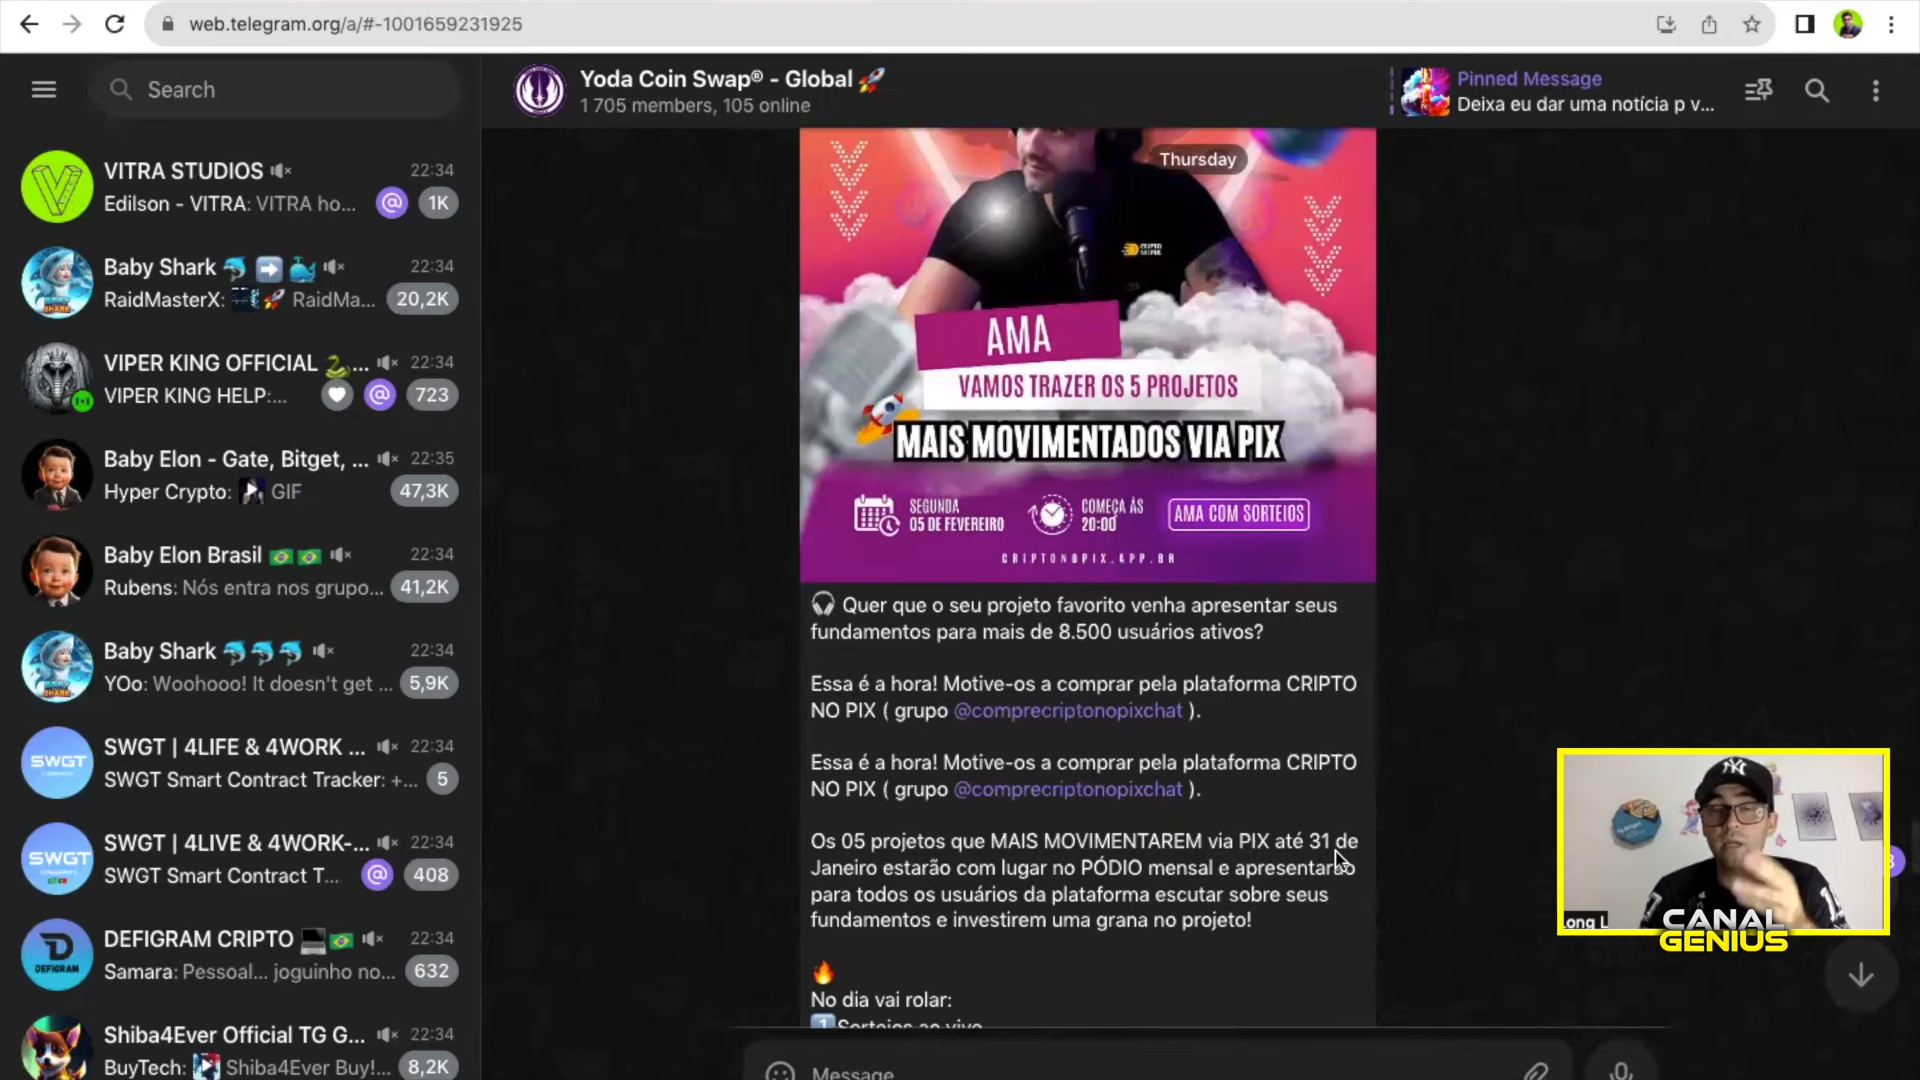 web.telegram.org/a/#-1001659231925
Search
VITRA STUDIOS 22:34
Edilson - VITRA: VITRA ho... @ 1K
Baby Shark 22:34
RaidMasterX: RaidMa... 20,2K
VIPER KING OFFICIAL ... 22:34
VIPER KING HELP:... @ 723
Baby Elon - Gate, Bitget, ... 22:35
Hyper Crypto: GIF 47,3K
Baby Elon Brasil 22:34
Rubens: Nós entra nos grupo... 41,2K
Baby Shark 22:34
YOo: Woohooo! It doesn't get ... 5,9K
SWGT
SWGT | 4LIFE & 4WORK ... 22:34
SWGT Smart Contract Tracker: +... 5
SWGT
SWGT | 4LIVE & 4WORK-... 22:34
SWGT Smart Contract T... @ 408
DEFIGRAM
DEFIGRAM CRIPTO 22:34
Samara: Pessoal... joguinho no... 632
Shiba4Ever Official TG G... 22:34
BuyTech: Shiba4Ever Buy!... 8,2K
Yoda Coin Swap® - Global 🚀
1 705 members, 105 online
Pinned Message
Deixa eu dar uma notícia p v...
Thursday
CRIPTO
NO PIX
AMA
VAMOS TRAZER OS 5 PROJETOS
MAIS MOVIMENTADOS VIA PIX
SEGUNDA
05 DE FEVEREIRO
COMEÇA ÀS
20:00
AMA COM SORTEIOS
CRIPTONOPIX.APP.BR
🎧 Quer que o seu projeto favorito venha apresentar seus
fundamentos para mais de 8.500 usuários ativos?
Essa é a hora! Motive-os a comprar pela plataforma CRIPTO
NO PIX ( grupo @comprecriptonopixchat ).
Essa é a hora! Motive-os a comprar pela plataforma CRIPTO
NO PIX ( grupo @comprecriptonopixchat ).
Os 05 projetos que MAIS MOVIMENTAREM via PIX até 31 de
Janeiro estarão com lugar no PÓDIO mensal e apresentarão
para todos os usuários da plataforma escutar sobre seus
fundamentos e investirem uma grana no projeto!
🔥
No dia vai rolar:
1️⃣Sorteios ao vivo
Message
CANAL
GENIUS